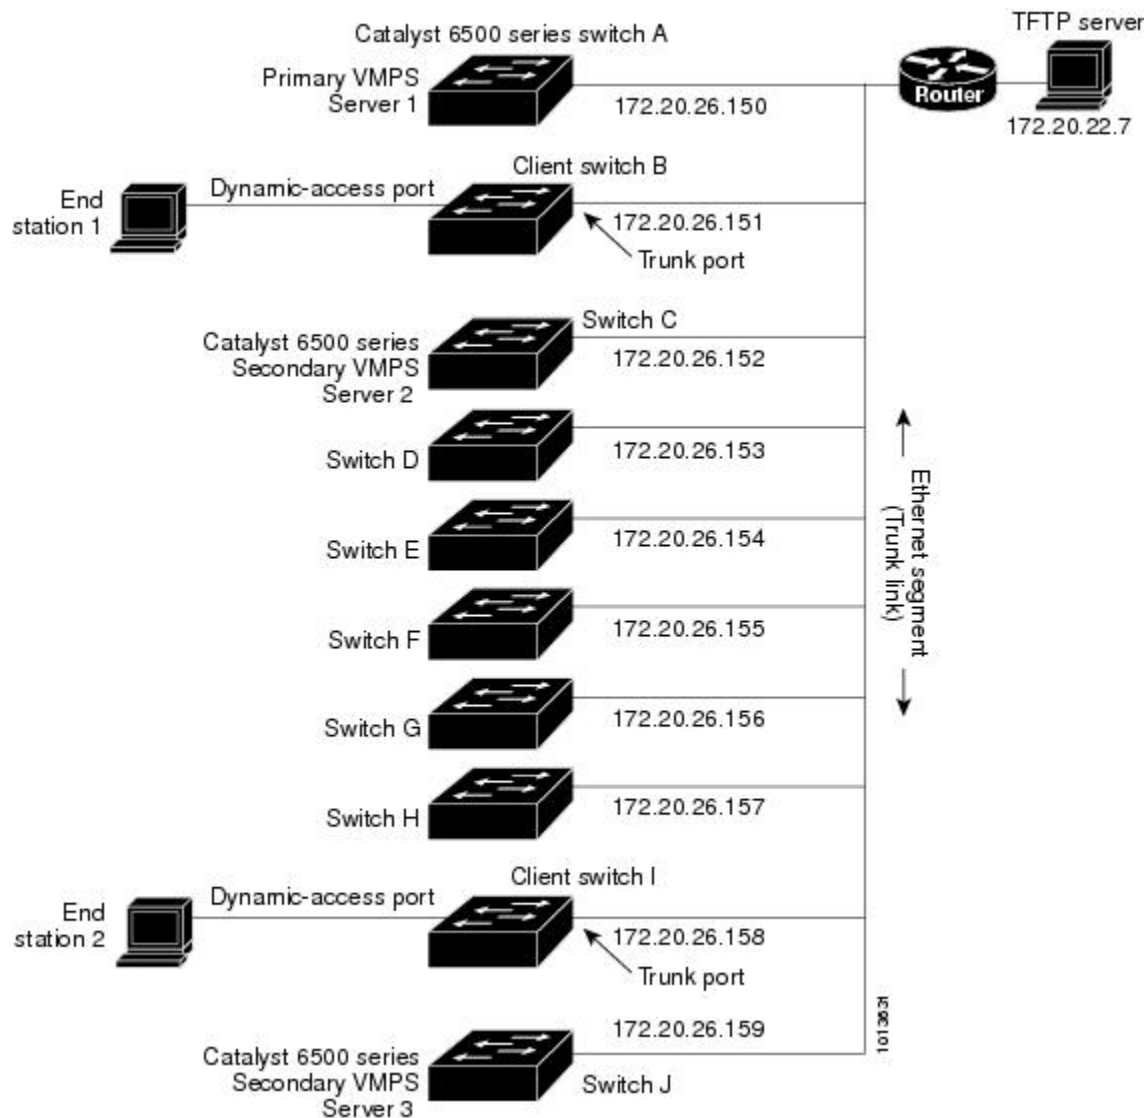 Catalyst 6500 series switch A
TFTP server
Primary VMPS
Server 1
172.20.26.150
Router
172.20.22.7
Client switch B
End
station 1
Dynamic-access port
172.20.26.151
Trunk port
Switch C
Catalyst 6500 series
Secondary VMPS
Server 2
172.20.26.152
Switch D
172.20.26.153
Switch E
172.20.26.154
Ethernet segment
(Trunk link)
Switch F
172.20.26.155
Switch G
172.20.26.156
Switch H
172.20.26.157
Client switch I
End
station 2
Dynamic-access port
172.20.26.158
Trunk port
172.20.26.159
Catalyst 6500 series
Secondary VMPS
Server 3
Switch J